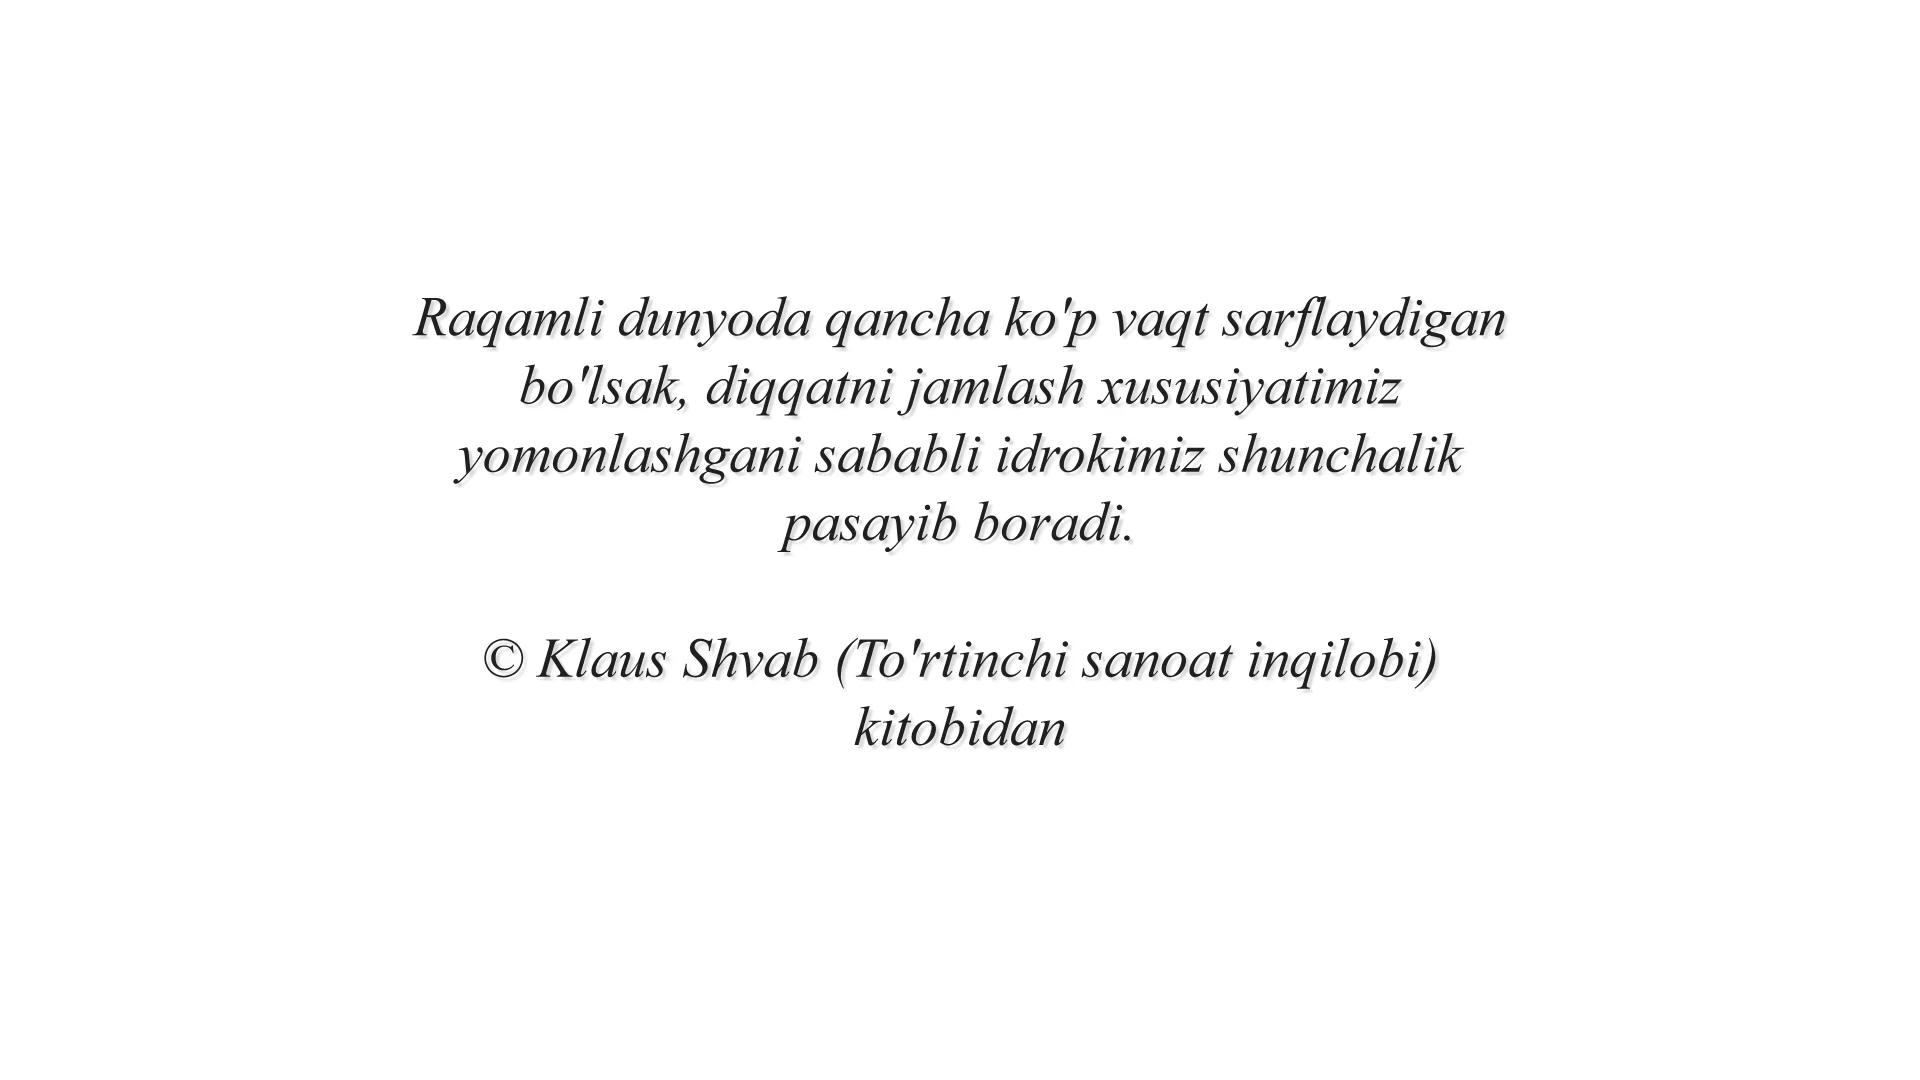 Raqamli dunyoda qancha ko'p vaqt sarflaydigan
bo'lsak, diqqatni jamlash xususiyatimiz
yomonlashgani sababli idrokimiz shunchalik
pasayib boradi.
© Klaus Shvab (To'rtinchi sanoat inqilobi)
kitobidan